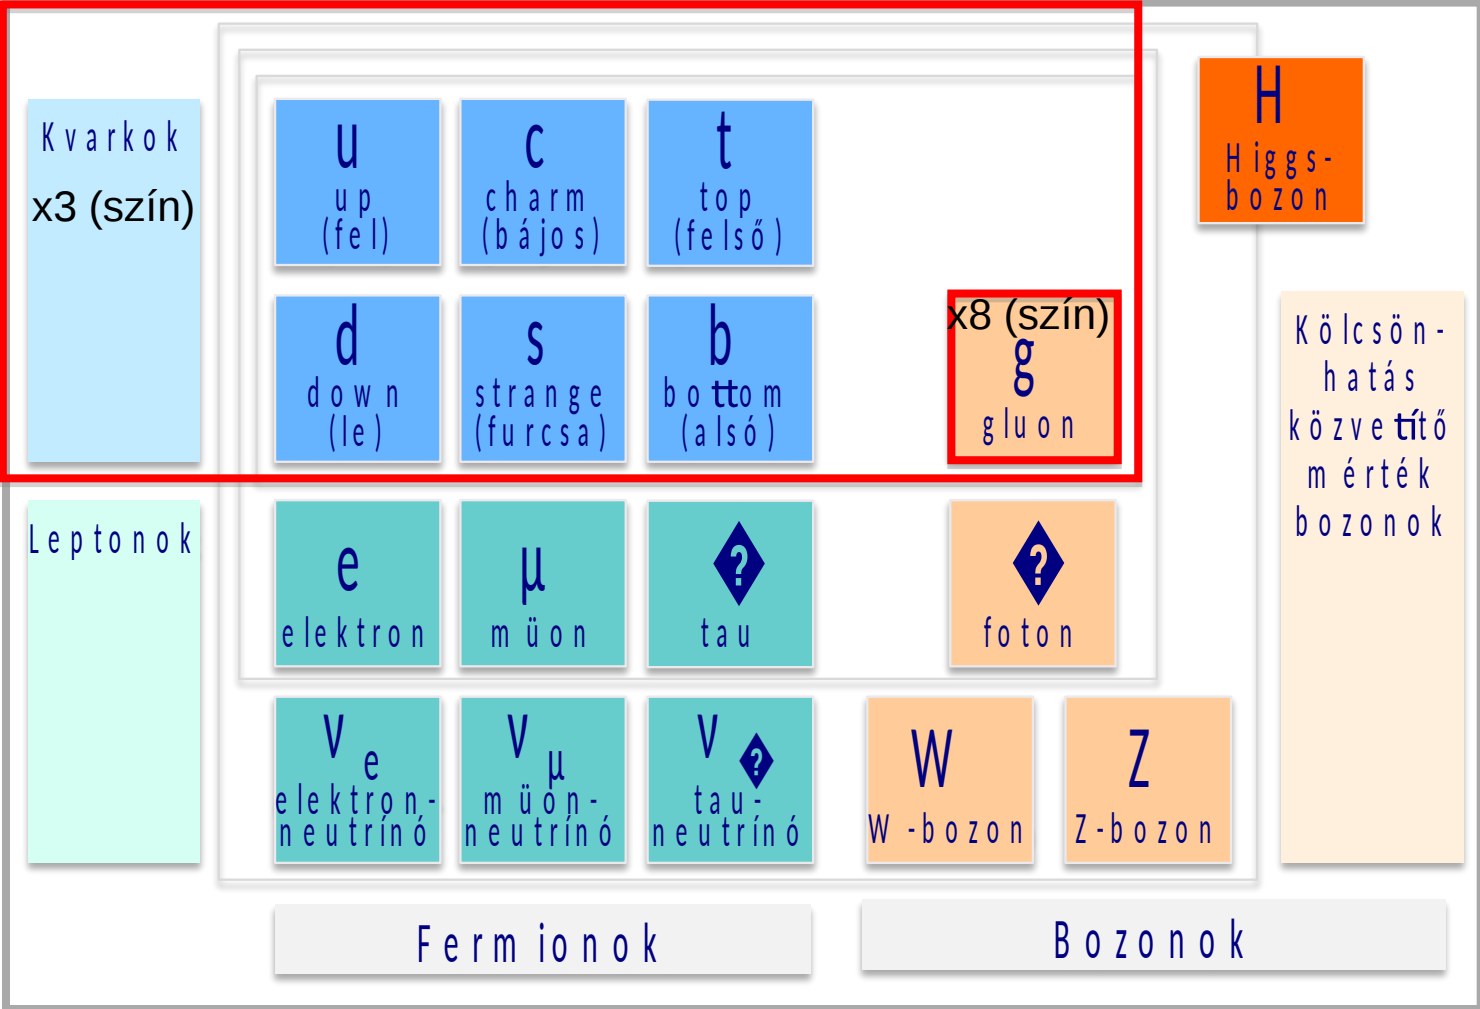 Kvarkok
x3 (szín)
u
up
(fel)
c
charm
(bájos)
t
top
(felső)
H
Higgs-
bozon
d
down
(le)
s
strange
(furcsa)
b
bottom
(alsó)
x8 (szín)
g
gluon
Kölcsön-
hatás
közvetítő
mérték
bozonok
Leptonok
e
elektron
μ
müon
�
tau
�
foton
ν e
elektron-
neutrínó
ν μ
müon-
neutrínó
ν �
tau-
neutrínó
W
W-bozon
Z
Z-bozon
Fermionok
Bozonok